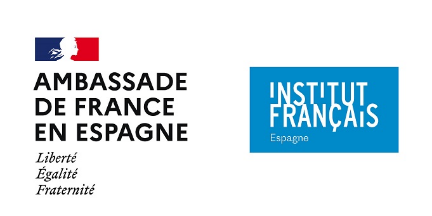 AMBASSADE
DE FRANCE
EN ESPAGNE
Liberté
Égalité
Fraternité
INSTITUT
FRANÇAIS
Espagne